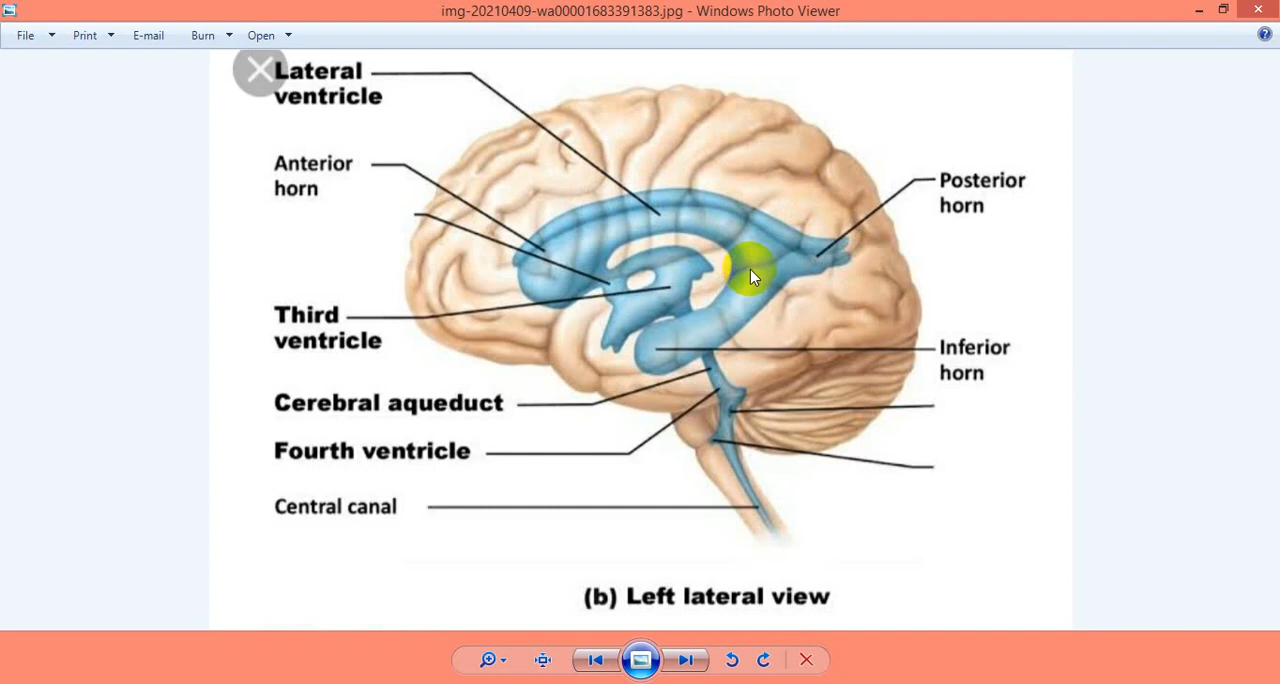 img-20210409-wa00001683391383.jpg - Windows Photo Viewer
File Print E-mail Burn Open
Lateral
ventricle
Anterior
horn
Posterior
horn
Third
ventricle
Inferior
horn
Cerebral aqueduct
Fourth ventricle
Central canal
(b) Left lateral view